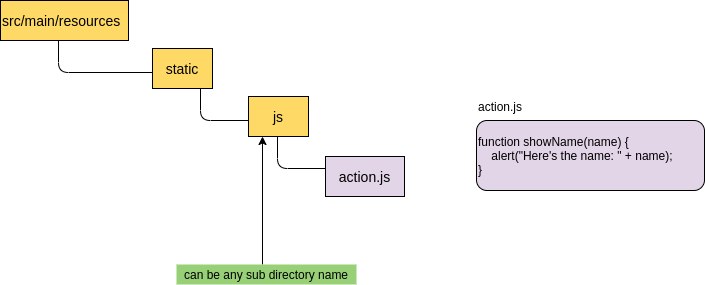 src/main/resources
static
js
action.js
can be any sub directory name
action.js
function showName(name) {
    alert("Here's the name: " + name);
}